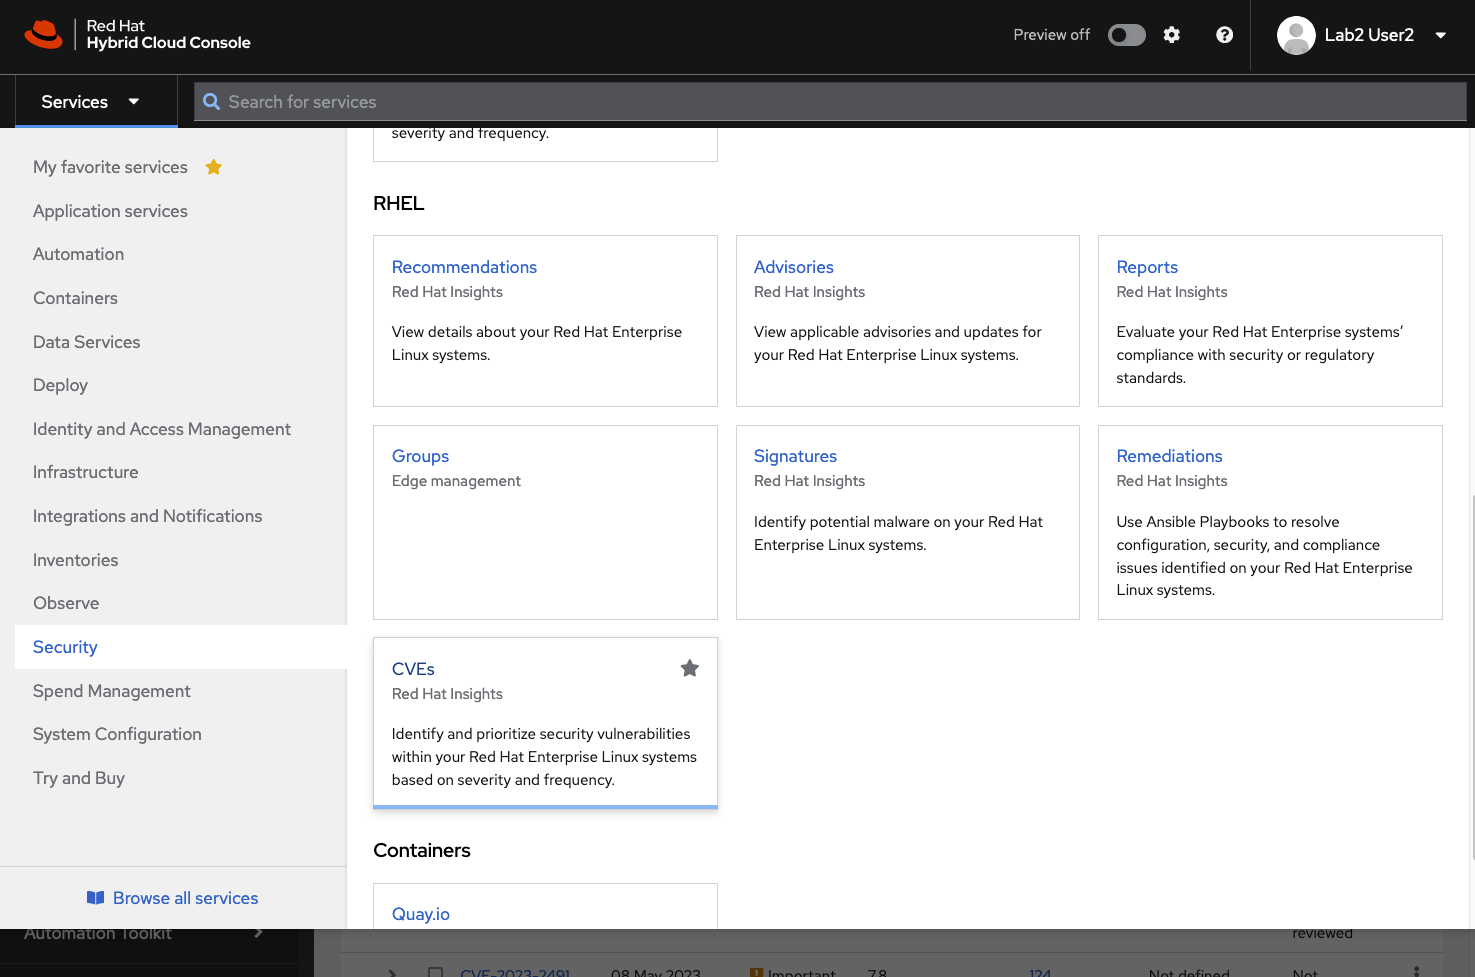 Red Hat
Hybrid Cloud Console
Preview off
Lab2 User2
Services
Search for services
My favorite services
Application services
Automation
Containers
Data Services
Deploy
Identity and Access Management
Infrastructure
Integrations and Notifications
Inventories
Observe
Security
Spend Management
System Configuration
Try and Buy
Browse all services
severity and frequency.
RHEL
Recommendations
Red Hat Insights
View details about your Red Hat Enterprise
Linux systems.
Advisories
Red Hat Insights
View applicable advisories and updates for
your Red Hat Enterprise Linux systems.
Reports
Red Hat Insights
Evaluate your Red Hat Enterprise systems’
compliance with security or regulatory
standards.
Groups
Edge management
Signatures
Red Hat Insights
Identify potential malware on your Red Hat
Enterprise Linux systems.
Remediations
Red Hat Insights
Use Ansible Playbooks to resolve
configuration, security, and compliance
issues identified on your Red Hat Enterprise
Linux systems.
CVEs
Red Hat Insights
Identify and prioritize security vulnerabilities
within your Red Hat Enterprise Linux systems
based on severity and frequency.
Containers
Quay.io
Automation Toolkit
reviewed
CVE-2023-2491 08 May 2023 Important 7.8 124 Not defined Not